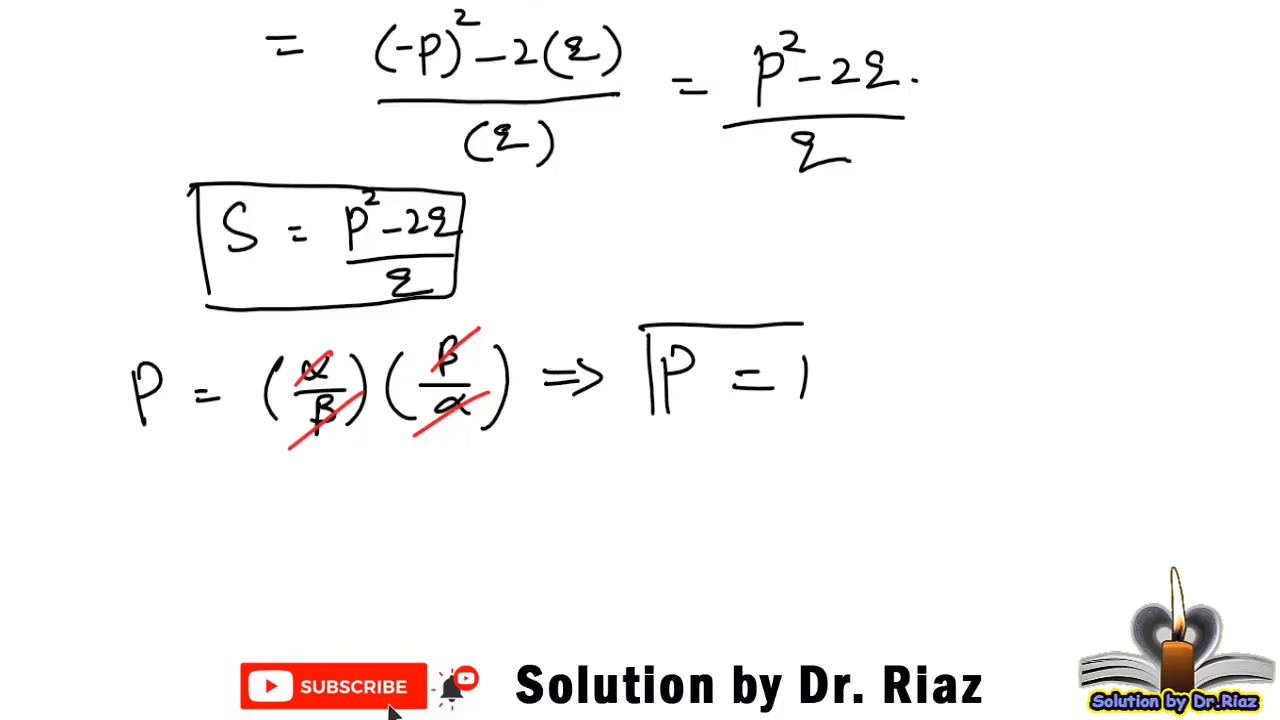 = (-p)² - 2(q) / (q) = p² - 2q. / q
S = p² - 2q / q
P = (α/β) (β/α) ⇒ P = 1
SUBSCRIBE Solution by Dr. Riaz
Solution by Dr.Riaz